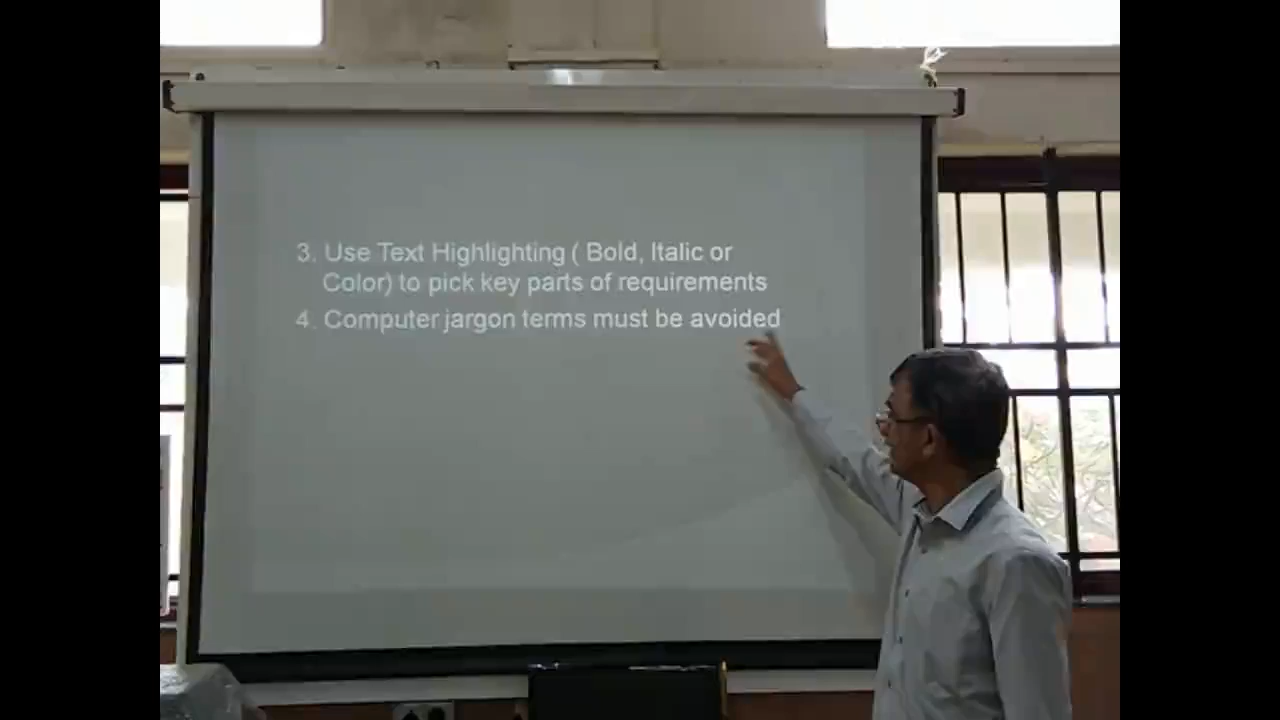 3. Use Text Highlighting ( Bold, Italic or
Color) to pick key parts of requirements
4. Computer jargon terms must be avoided